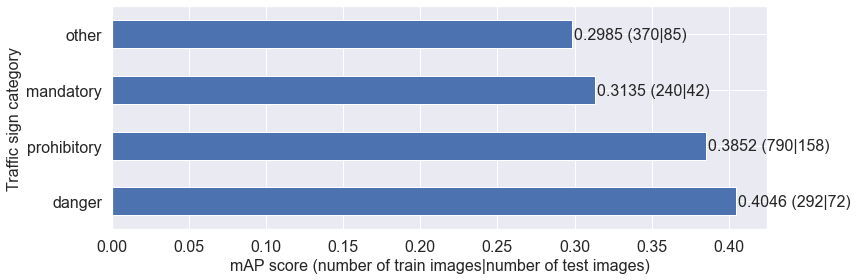 Traffic sign category
other 0.2985 (370|85)
mandatory 0.3135 (240|42)
prohibitory 0.3852 (790|158)
danger 0.4046 (292|72)
0.00 0.05 0.10 0.15 0.20 0.25 0.30 0.35 0.40
mAP score (number of train images|number of test images)